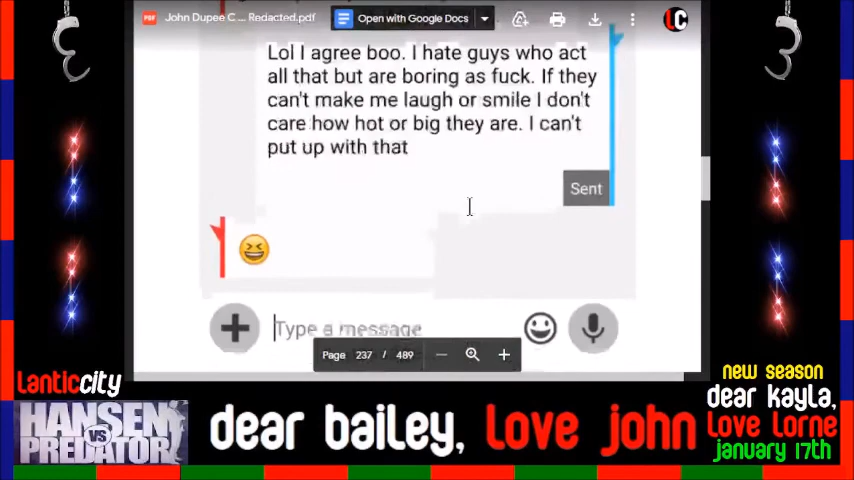 John Dupee C ... Redacted.pdf
Open with Google Docs
LC
Lol I agree boo. I hate guys who act
all that but are boring as fuck. If they
can't make me laugh or smile I don't
care how hot or big they are. I can't
put up with that
Sent
Type a message
Page 237 / 489
Lanticcity
HANSEN
VS
PREDATOR
dear bailey, Love john
new season
dear kayla,
Love Lorne
january 17th